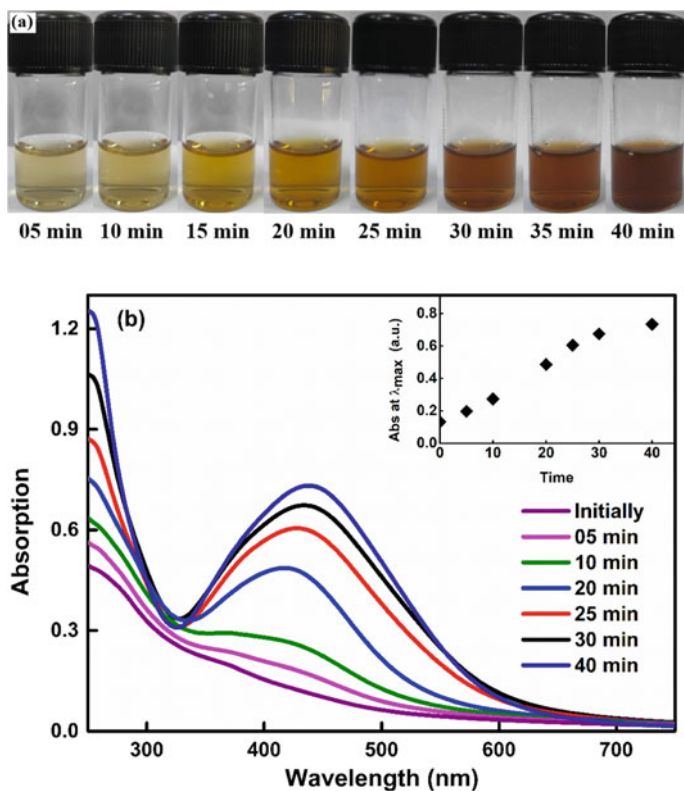 (a)
05 min 10 min 15 min 20 min 25 min 30 min 35 min 40 min
(b)
Absorption
1.2
0.9
0.6
0.3
0.0
300 400 500 600 700
Wavelength (nm)
Abs at λmax (a.u.)
0.8
0.6
0.4
0.2
0.0
0 10 20 30 40
Time
Initially
05 min
10 min
20 min
25 min
30 min
40 min